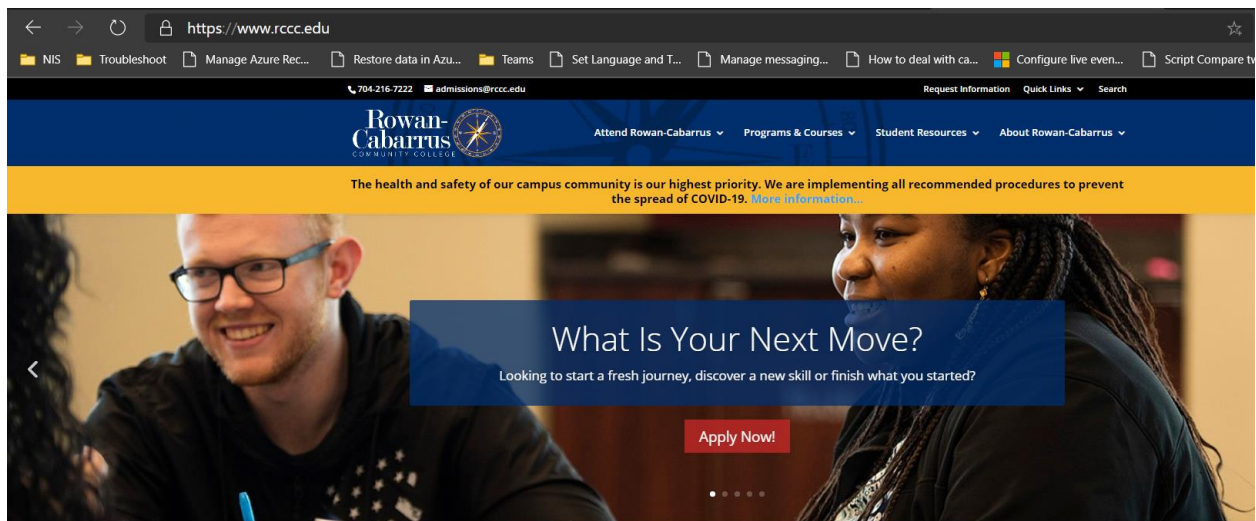 https://www.rccc.edu
NIS Troubleshoot Manage Azure Rec... Restore data in Azu... Teams Set Language and T... Manage messaging... How to deal with ca... Configure live even... Script Compare tw
704-216-7222 admissions@rccc.edu Request Information Quick Links Search
Rowan-
Cabarrus
COMMUNITY COLLEGE
Attend Rowan-Cabarrus Programs & Courses Student Resources About Rowan-Cabarrus
The health and safety of our campus community is our highest priority. We are implementing all recommended procedures to prevent
the spread of COVID-19. More information...
What Is Your Next Move?
Looking to start a fresh journey, discover a new skill or finish what you started?
Apply Now!